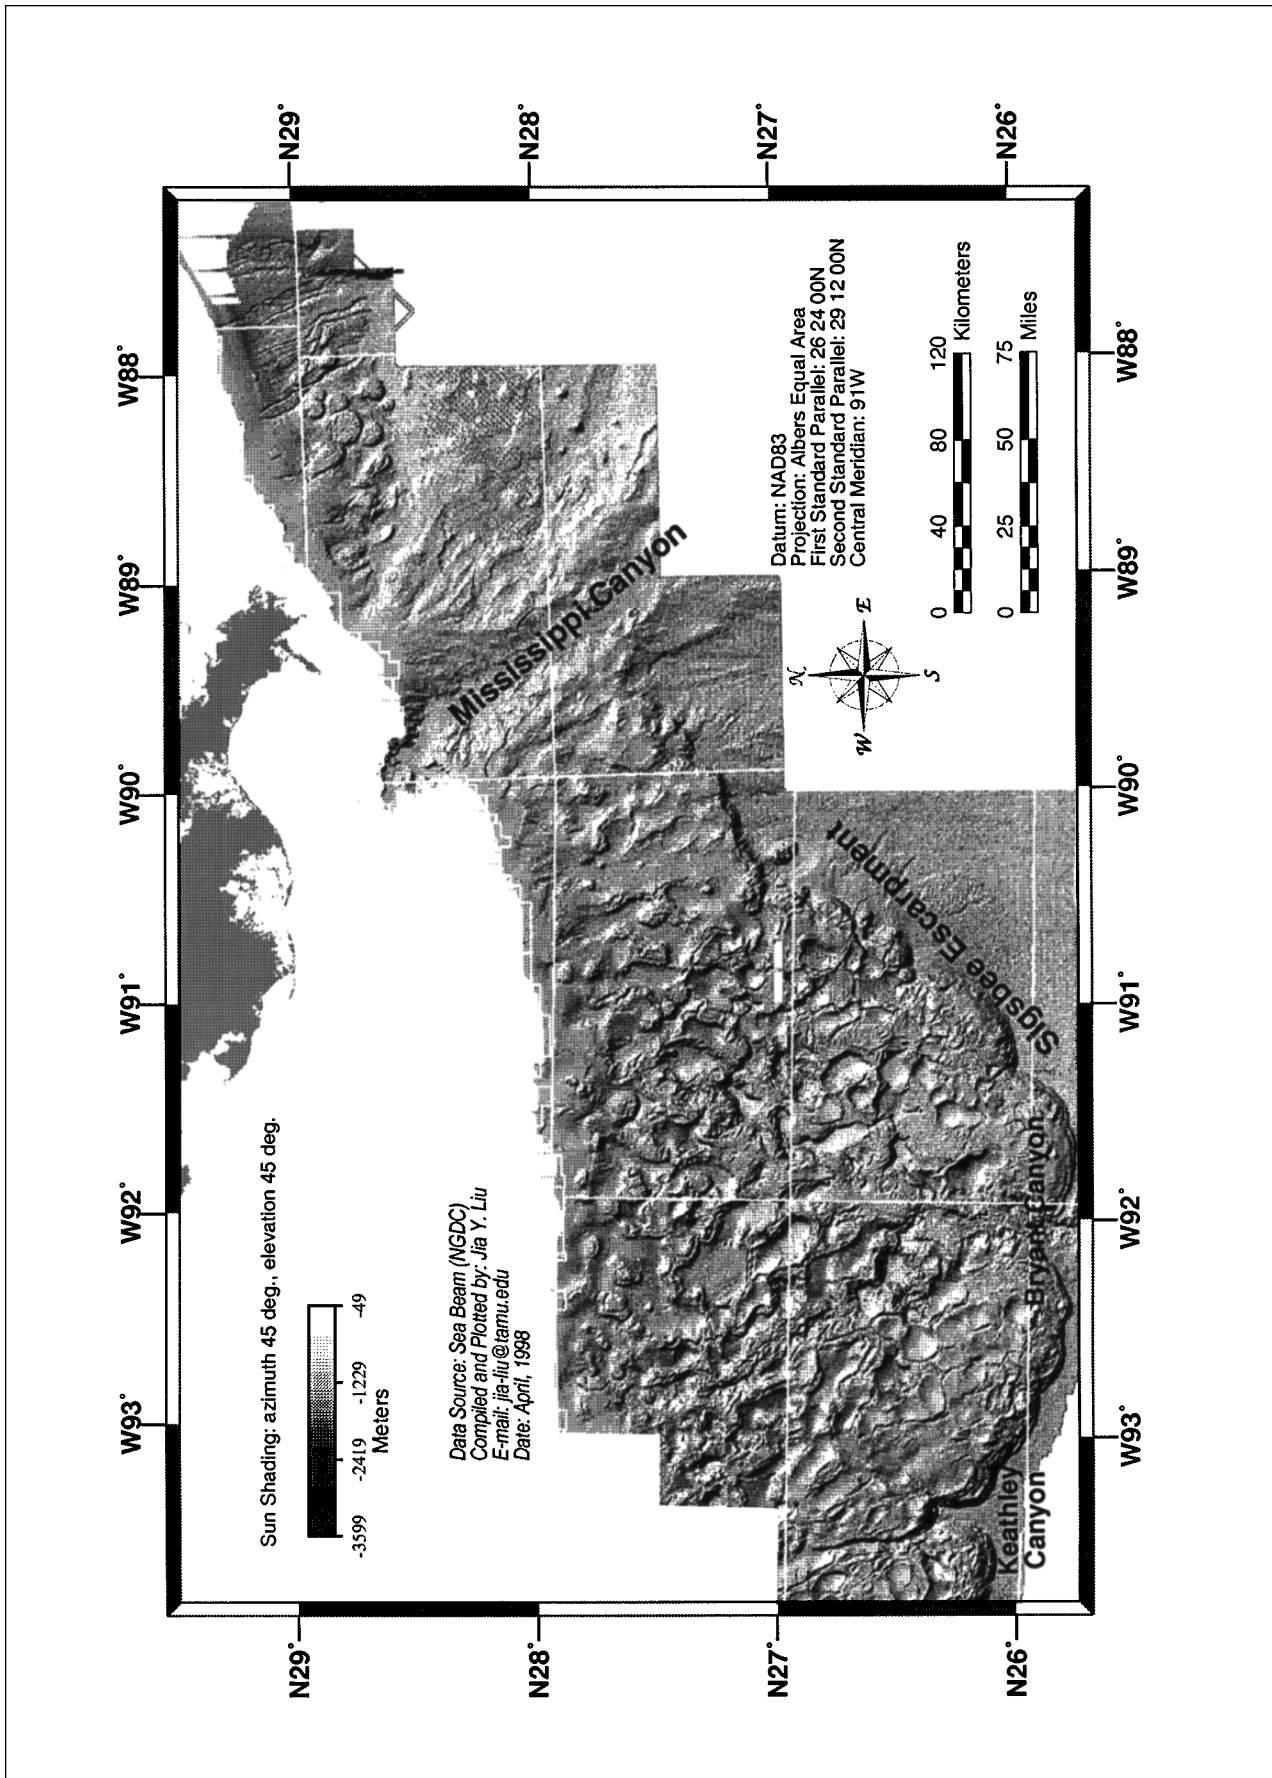 W93°
W92°
W91°
W90°
W89°
W88°
N29°
N29°
N28°
N28°
N27°
N27°
N26°
N26°
Sun Shading: azimuth 45 deg., elevation 45 deg.
-3599 -2419 -1229 -49
Meters
Data Source: Sea Beam (NGDC)
Compiled and Plotted by: Jia Y. Liu
E-mail: jia-liu@tamu.edu
Date: April, 1998
Mississippi Canyon
Sigsbee Escarpment
Bryant Canyon
Keathley
Canyon
Datum: NAD83
Projection: Albers Equal Area
First Standard Parallel: 26 24 00N
Second Standard Parallel: 29 12 00N
Central Meridian: 91W
N
W E
S
0 40 80 120
Kilometers
0 25 50 75
Miles
W93°
W92°
W91°
W90°
W89°
W88°